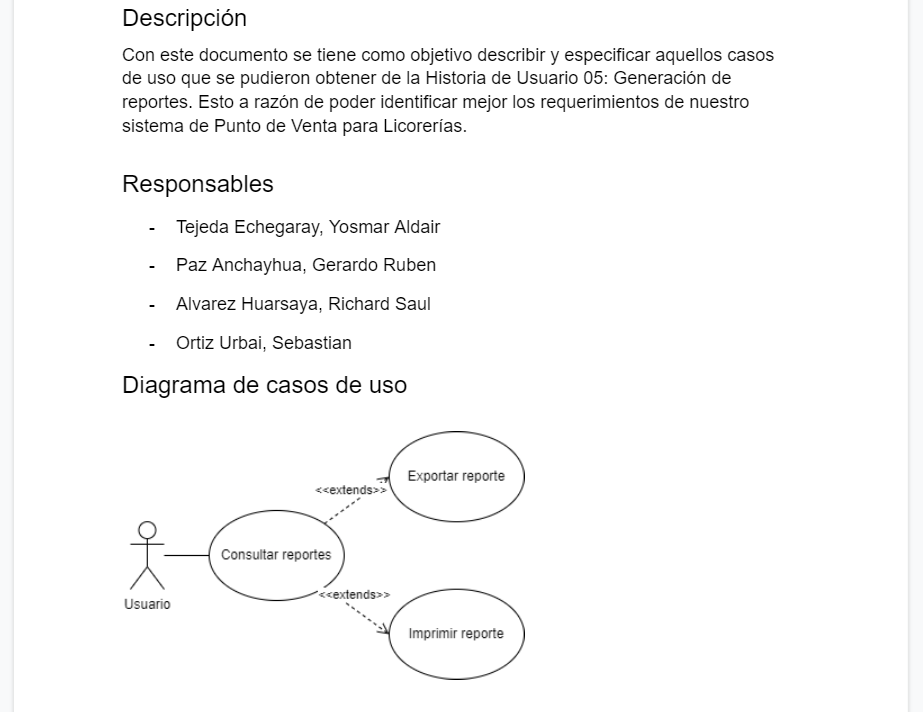 Descripción
Con este documento se tiene como objetivo describir y especificar aquellos casos
de uso que se pudieron obtener de la Historia de Usuario 05: Generación de
reportes. Esto a razón de poder identificar mejor los requerimientos de nuestro
sistema de Punto de Venta para Licorerías.
Responsables
- Tejeda Echegaray, Yosmar Aldair
- Paz Anchayhua, Gerardo Ruben
- Alvarez Huarsaya, Richard Saul
- Ortiz Urbai, Sebastian
Diagrama de casos de uso
Exportar reporte
<<extends>>
Consultar reportes
<<extends>>
Usuario
Imprimir reporte